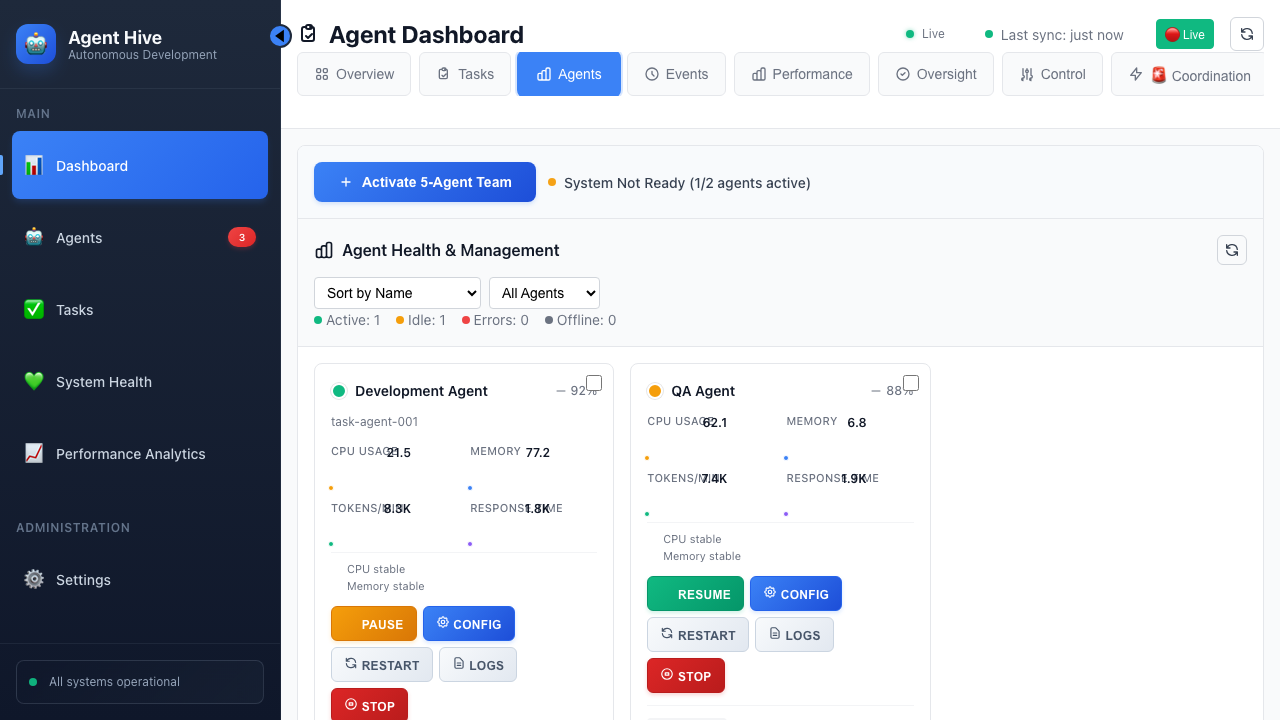 Agent Hive
Autonomous Development
MAIN
Dashboard
Agents
3
Tasks
System Health
Performance Analytics
ADMINISTRATION
Settings
All systems operational
Agent Dashboard
Live
Last sync: just now
Live
Overview
Tasks
Agents
Events
Performance
Oversight
Control
Coordination
Activate 5-Agent Team
System Not Ready (1/2 agents active)
Agent Health & Management
Sort by Name
All Agents
Active: 1
Idle: 1
Errors: 0
Offline: 0
Development Agent
— 92%
task-agent-001
CPU USAGE 21.5
MEMORY 77.2
TOKENS/MIN 8.3K
RESPONSE TIME 1.8K
CPU stable
Memory stable
PAUSE
CONFIG
RESTART
LOGS
STOP
QA Agent
— 88%
CPU USAGE 62.1
MEMORY 6.8
TOKENS/MIN 7.4K
RESPONSE TIME 1.9K
CPU stable
Memory stable
RESUME
CONFIG
RESTART
LOGS
STOP